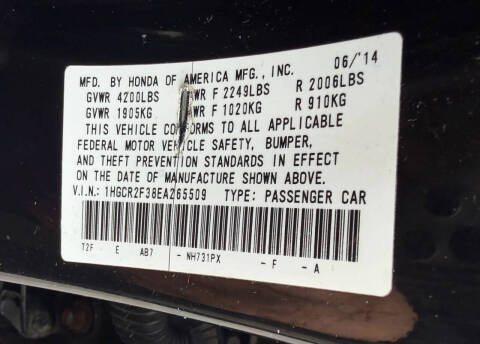 MFD. BY HONDA OF AMERICA MFG., INC. 06/'14
GVWR 4200LBS WR F 2249LBS R 2006LBS
GVWR 1905KG WR F 1020KG R 910KG
THIS VEHICLE CONFORMS TO ALL APPLICABLE
FEDERAL MOTOR VEHICLE SAFETY, BUMPER,
AND THEFT PREVENTION STANDARDS IN EFFECT
ON THE DATE OF MANUFACTURE SHOWN ABOVE.
V.I.N.: 1HGCR2F38EA265509 TYPE: PASSENGER CAR
T2F E AB7 - NH731PX - F - A